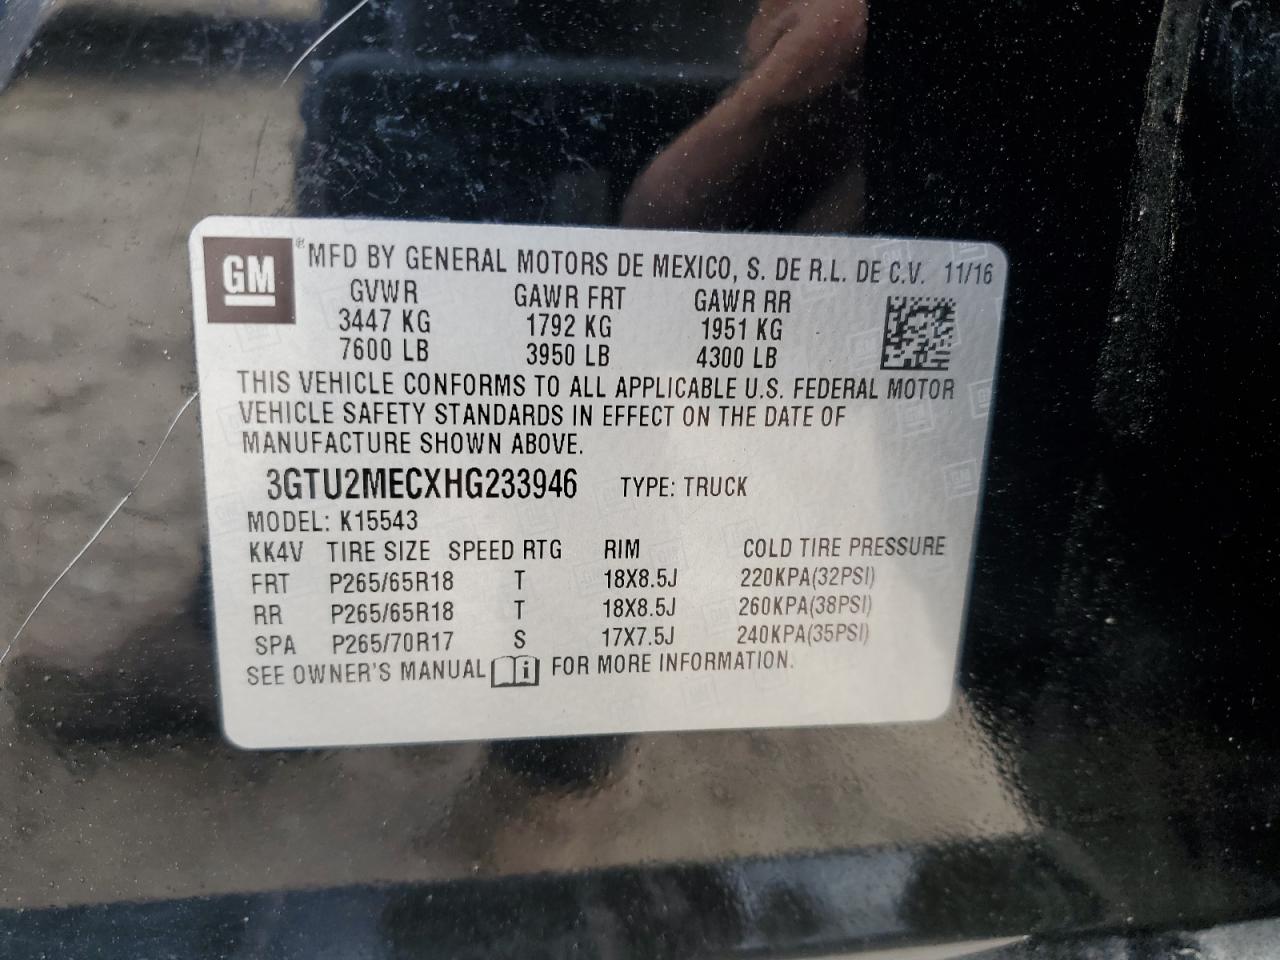 GM ® MFD BY GENERAL MOTORS DE MEXICO, S. DE R.L. DE C.V. 11/16
GVWR GAWR FRT GAWR RR
3447 KG 1792 KG 1951 KG
7600 LB 3950 LB 4300 LB
THIS VEHICLE CONFORMS TO ALL APPLICABLE U.S. FEDERAL MOTOR
VEHICLE SAFETY STANDARDS IN EFFECT ON THE DATE OF
MANUFACTURE SHOWN ABOVE.
3GTU2MECXHG233946 TYPE: TRUCK
MODEL: K15543
KK4V TIRE SIZE SPEED RTG RIM COLD TIRE PRESSURE
FRT P265/65R18 T 18X8.5J 220KPA(32PSI)
RR P265/65R18 T 18X8.5J 260KPA(38PSI)
SPA P265/70R17 S 17X7.5J 240KPA(35PSI)
SEE OWNER'S MANUAL i FOR MORE INFORMATION.